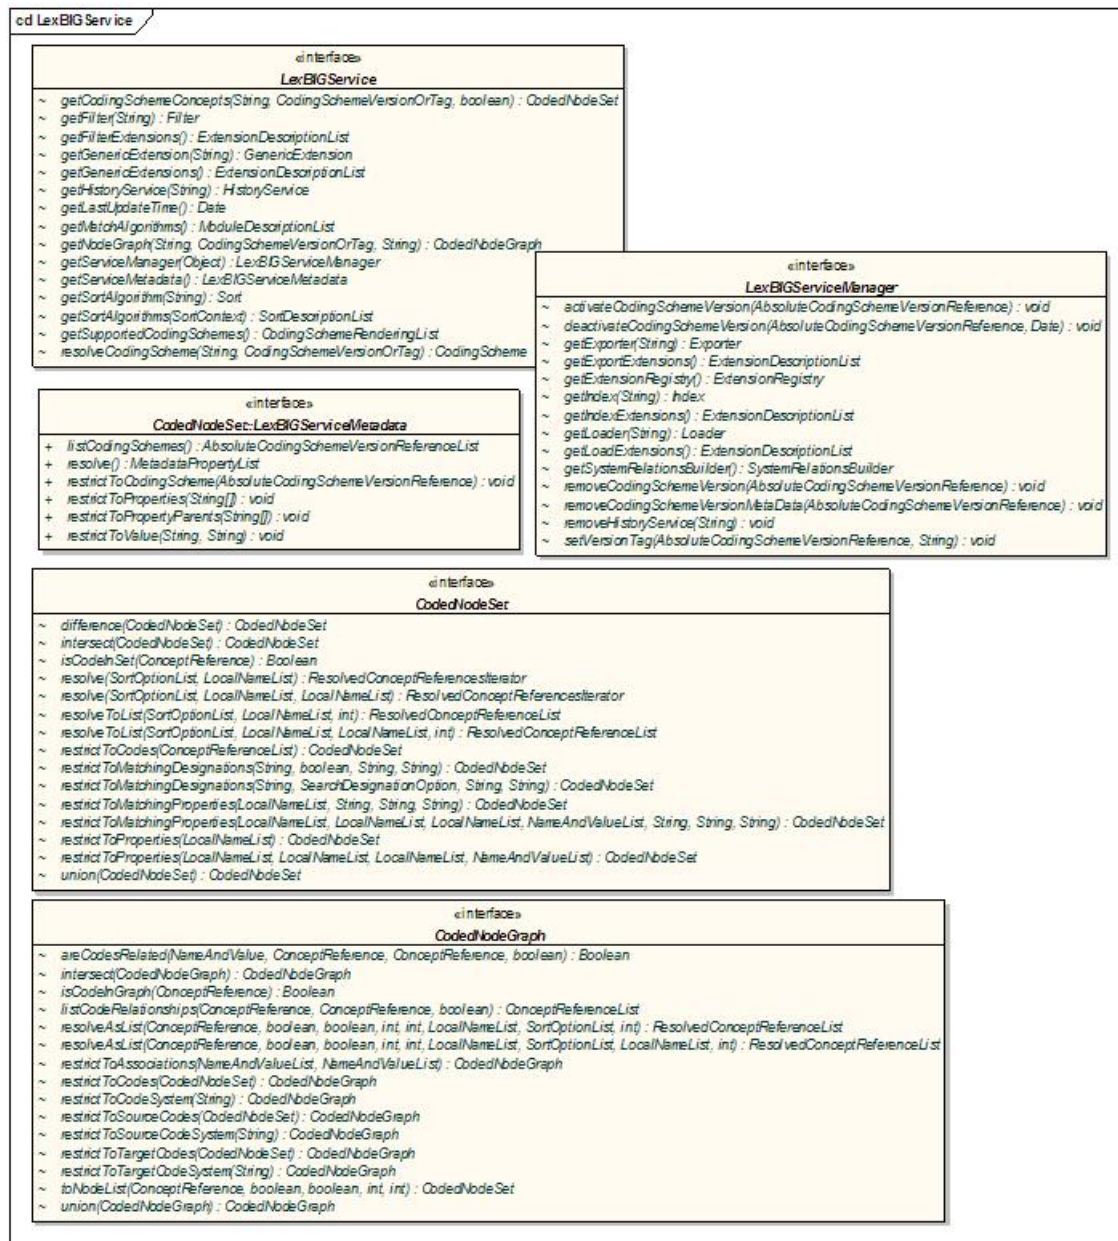 cd LexBIGService
«interface»
LexBIGService
~ getCodingSchemeConcepts(String, CodingSchemeVersionOrTag, boolean) : CodedNodeSet
~ getFilter(String) : Filter
~ getFilterExtensions() : ExtensionDescriptionList
~ getGenericExtension(String) : GenericExtension
~ getGenericExtensions() : ExtensionDescriptionList
~ getHistoryService(String) : HistoryService
~ getLastUpdateTime() : Date
~ getMatchAlgorithms() : ModuleDescriptionList
~ getNodeGraph(String, CodingSchemeVersionOrTag, String) : CodedNodeGraph
~ getServiceManager(Object) : LexBIGServiceManager
~ getServiceMetadata() : LexBIGServiceMetadata
~ getSortAlgorithm(String) : Sort
~ getSortAlgorithms(SortContext) : SortDescriptionList
~ getSupportedCodingSchemes() : CodingSchemeRenderingList
~ resolveCodingScheme(String, CodingSchemeVersionOrTag) : CodingScheme
«interface»
LexBIGServiceManager
~ activateCodingSchemeVersion(AbsoluteCodingSchemeVersionReference) : void
~ deactivateCodingSchemeVersion(AbsoluteCodingSchemeVersionReference, Date) : void
~ getExporter(String) : Exporter
~ getExportExtensions() : ExtensionDescriptionList
~ getExtensionRegistry() : ExtensionRegistry
~ getIndex(String) : Index
~ getIndexExtensions() : ExtensionDescriptionList
~ getLoader(String) : Loader
~ getLoadExtensions() : ExtensionDescriptionList
~ getSystemRelationsBuilder() : SystemRelationsBuilder
~ removeCodingSchemeVersion(AbsoluteCodingSchemeVersionReference) : void
~ removeCodingSchemeVersionMetaData(AbsoluteCodingSchemeVersionReference) : void
~ removeHistoryService(String) : void
~ setVersionTag(AbsoluteCodingSchemeVersionReference, String) : void
«interface»
CodedNodeSet::LexBIGServiceMetadata
+ listCodingSchemes() : AbsoluteCodingSchemeVersionReferenceList
+ resolve() : MetadataPropertyList
+ restrictToCodingScheme(AbsoluteCodingSchemeVersionReference) : void
+ restrictToProperties(String[]) : void
+ restrictToPropertyParents(String[]) : void
+ restrictToValue(String, String) : void
«interface»
CodedNodeSet
~ difference(CodedNodeSet) : CodedNodeSet
~ intersect(CodedNodeSet) : CodedNodeSet
~ isCodeInSet(ConceptReference) : Boolean
~ resolve(SortOptionList, LocalNameList) : ResolvedConceptReferencesIterator
~ resolve(SortOptionList, LocalNameList, LocalNameList) : ResolvedConceptReferencesIterator
~ resolveToList(SortOptionList, LocalNameList, int) : ResolvedConceptReferenceList
~ resolveToList(SortOptionList, LocalNameList, LocalNameList, int) : ResolvedConceptReferenceList
~ restrictToCodes(ConceptReferenceList) : CodedNodeSet
~ restrictToMatchingDesignations(String, boolean, String, String) : CodedNodeSet
~ restrictToMatchingDesignations(String, SearchDesignationOption, String, String) : CodedNodeSet
~ restrictToMatchingProperties(LocalNameList, String, String, String) : CodedNodeSet
~ restrictToMatchingProperties(LocalNameList, LocalNameList, LocalNameList, NameAndValueList, String, String, String) : CodedNodeSet
~ restrictToProperties(LocalNameList) : CodedNodeSet
~ restrictToProperties(LocalNameList, LocalNameList, LocalNameList, NameAndValueList) : CodedNodeSet
~ union(CodedNodeSet) : CodedNodeSet
«interface»
CodedNodeGraph
~ areCodesRelated(NameAndValue, ConceptReference, ConceptReference, boolean) : Boolean
~ intersect(CodedNodeGraph) : CodedNodeGraph
~ isCodeInGraph(ConceptReference) : Boolean
~ listCodeRelationships(ConceptReference, ConceptReference, boolean) : ConceptReferenceList
~ resolveAsList(ConceptReference, boolean, boolean, int, int, LocalNameList, SortOptionList, int) : ResolvedConceptReferenceList
~ resolveAsList(ConceptReference, boolean, boolean, int, int, LocalNameList, SortOptionList, LocalNameList, int) : ResolvedConceptReferenceList
~ restrictToAssociations(NameAndValueList, NameAndValueList) : CodedNodeGraph
~ restrictToCodes(CodedNodeSet) : CodedNodeGraph
~ restrictToCodeSystem(String) : CodedNodeGraph
~ restrictToSourceCodes(CodedNodeSet) : CodedNodeGraph
~ restrictToSourceCodeSystem(String) : CodedNodeGraph
~ restrictToTargetCodes(CodedNodeSet) : CodedNodeGraph
~ restrictToTargetCodeSystem(String) : CodedNodeGraph
~ toNodeList(ConceptReference, boolean, boolean, int, int) : CodedNodeSet
~ union(CodedNodeGraph) : CodedNodeGraph